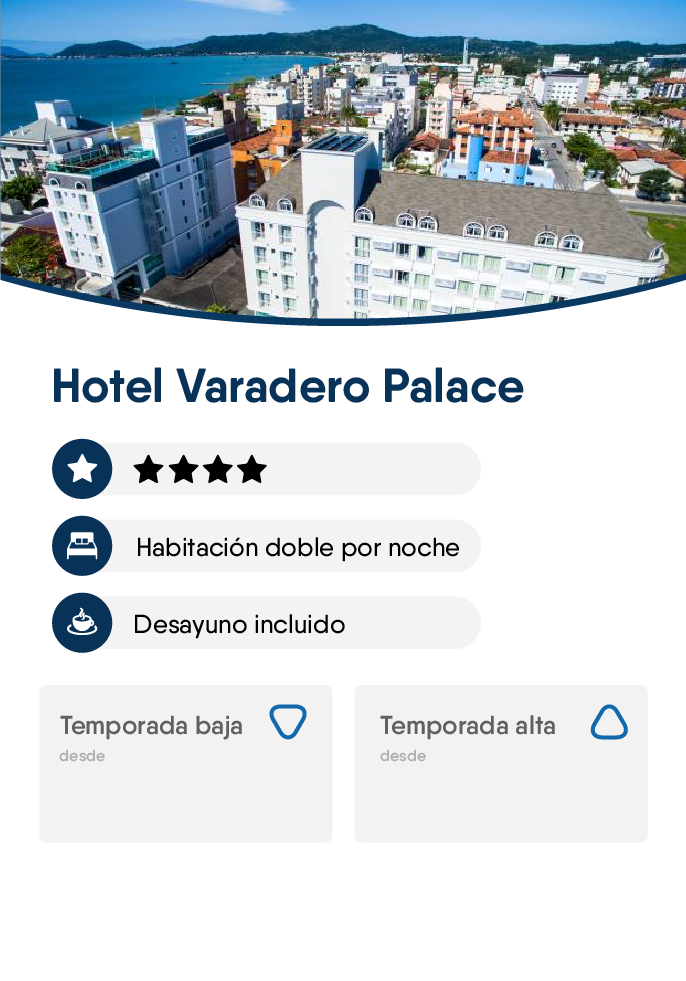 Hotel Varadero Palace
Habitación doble por noche
Desayuno incluido
Temporada baja
desde
Temporada alta
desde